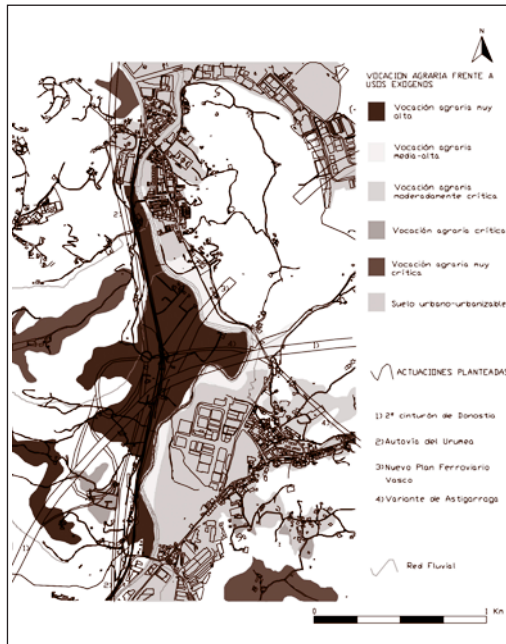 N
VOCACION AGRARIA FRENTE A
USOS EXOGENOS
Vocación agraria muy
alta
Vocación agraria
media-alta
Vocación agraria
moderadamente crítica
Vocación agraria crítica
Vocación agraria muy
crítica
Suelo urbano-urbanizable
ACTUACIONES PLANTEADAS
1) 2º cinturón de Donostia
2) Autovía del Urumea
3) Nuevo Plan Ferroviario
Vasco
4) Variante de Astigarraga
Red Fluvial
0 1 Km